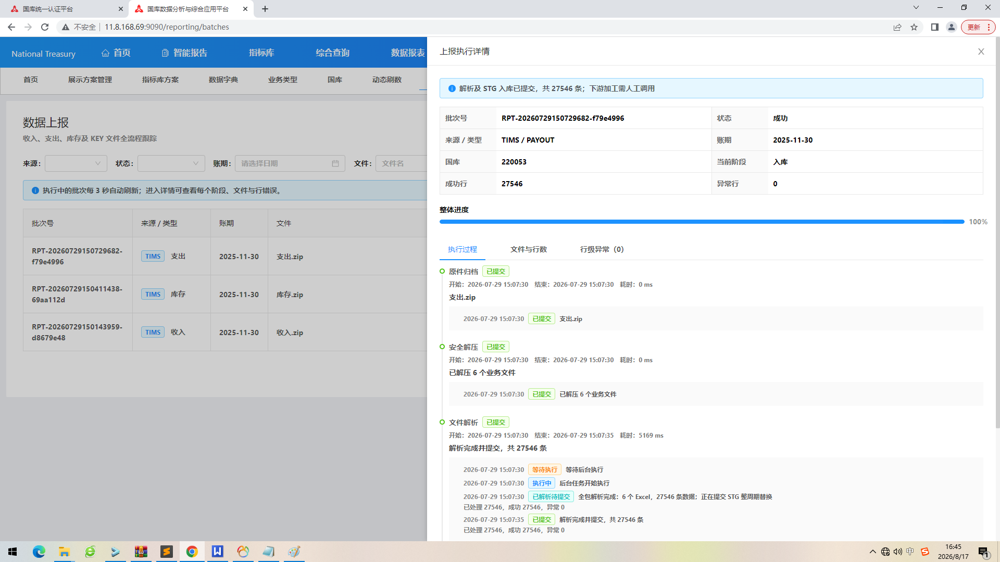 国库统一认证平台
国库数据分析与综合应用平台
不安全
11.8.168.69:9090/reporting/batches
更新
National Treasury
首页
智能报告
指标库
综合查询
数据报表
首页
展示方案管理
指标库方案
数据字典
业务类型
国库
动态刷数
数据上报
收入、支出、库存及 KEY 文件全流程跟踪
来源：
状态：
账期：
请选择日期
文件：
文件名
执行中的批次每 3 秒自动刷新；进入详情可查看每个阶段、文件与行错误。
批次号
来源 / 类型
账期
文件
RPT-20260729150729682-
f79e4996
TIMS
支出
2025-11-30
支出.zip
RPT-20260729150411438-
69aa112d
TIMS
库存
2025-11-30
库存.zip
RPT-20260729150143959-
d8679e48
TIMS
收入
2025-11-30
收入.zip
上报执行详情
解析及 STG 入库已提交，共 27546 条；下游加工需人工调用
批次号
RPT-20260729150729682-f79e4996
状态
成功
来源 / 类型
TIMS / PAYOUT
账期
2025-11-30
国库
220053
当前阶段
入库
成功行
27546
异常行
0
整体进度
100%
执行过程
文件与行数
行级异常（0）
原件归档
已提交
开始：2026-07-29 15:07:30 结束：2026-07-29 15:07:30 耗时：0 ms
支出.zip
2026-07-29 15:07:30 已提交 支出.zip
安全解压
已提交
开始：2026-07-29 15:07:30 结束：2026-07-29 15:07:30 耗时：0 ms
已解压 6 个业务文件
2026-07-29 15:07:30 已提交 已解压 6 个业务文件
文件解析
已提交
开始：2026-07-29 15:07:30 结束：2026-07-29 15:07:35 耗时：5169 ms
解析完成并提交，共 27546 条
2026-07-29 15:07:30 等待执行 等待后台执行
2026-07-29 15:07:30 执行中 后台任务开始执行
2026-07-29 15:07:30 已解析待提交 全包解析完成：6 个 Excel，27546 条数据；正在提交 STG 整周期替换
已处理 27546，成功 27546，异常 0
2026-07-29 15:07:35 已提交 解析完成并提交，共 27546 条
已处理 27546，成功 27546，异常 0
中
16:45
2026/8/17
1